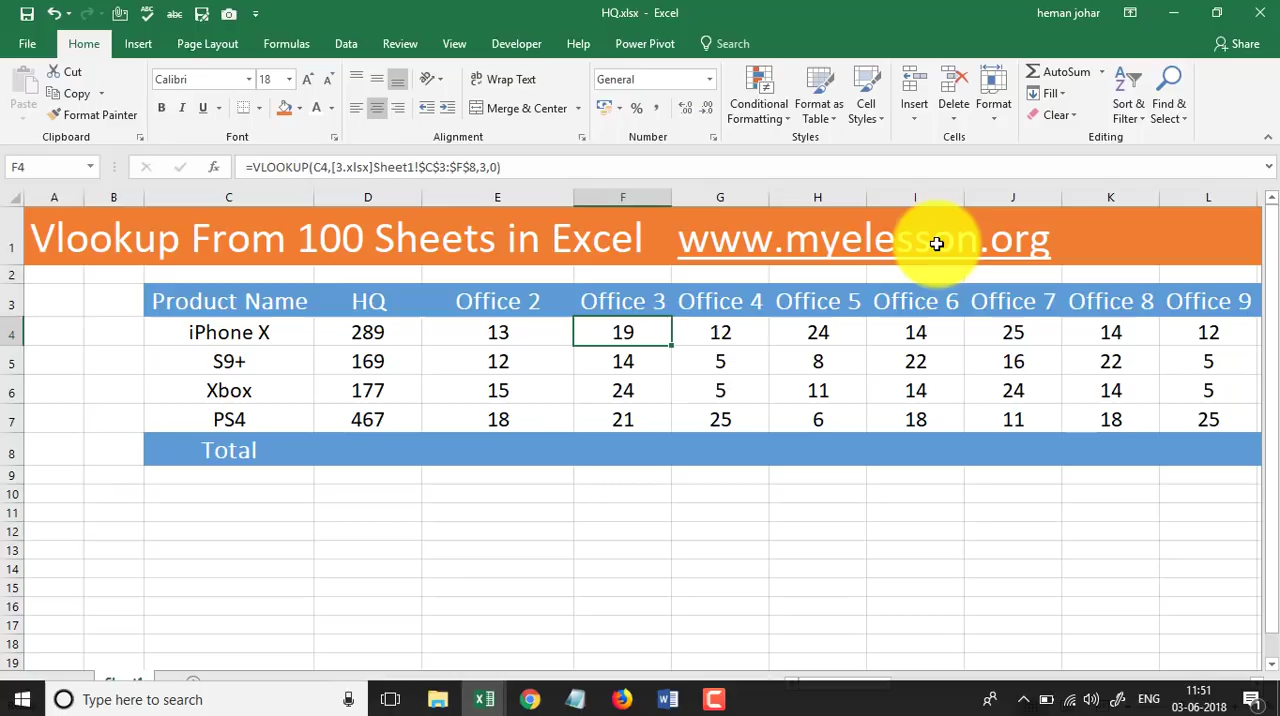 HQ.xlsx - Excel
heman johar
File Home Insert Page Layout Formulas Data Review View Developer Help Power Pivot Search Share
Paste Cut Copy Format Painter
Calibri 18
B I U
Wrap Text
Merge & Center
General
Conditional Formatting Format as Table Cell Styles
Insert Delete Format
AutoSum Fill Clear
Sort & Filter Find & Select
Clipboard Font Alignment Number Styles Cells Editing
F4 fx =VLOOKUP(C4,[3.xlsx]Sheet1!$C$3:$F$8,3,0)
A B C D E F G H I J K L
1 Vlookup From 100 Sheets in Excel www.myelesson.org
2
3 Product Name HQ Office 2 Office 3 Office 4 Office 5 Office 6 Office 7 Office 8 Office 9
4 iPhone X 289 13 19 12 24 14 25 14 12
5 S9+ 169 12 14 5 8 22 16 22 5
6 Xbox 177 15 24 5 11 14 24 14 5
7 PS4 467 18 21 25 6 18 11 18 25
8 Total
9
10
11
12
13
14
15
16
17
18
19
Type here to search
ENG
11:51
03-06-2018
1